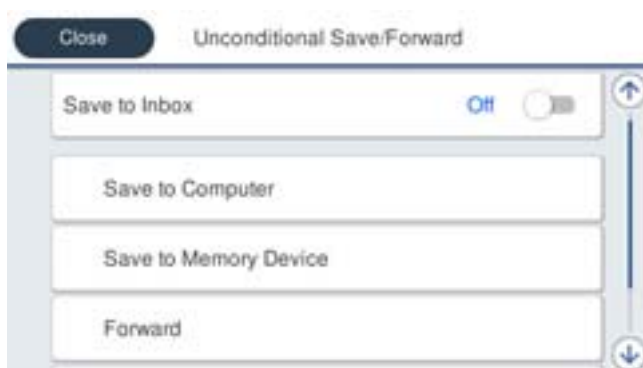 Close Unconditional Save/Forward
Save to Inbox Off
Save to Computer
Save to Memory Device
Forward